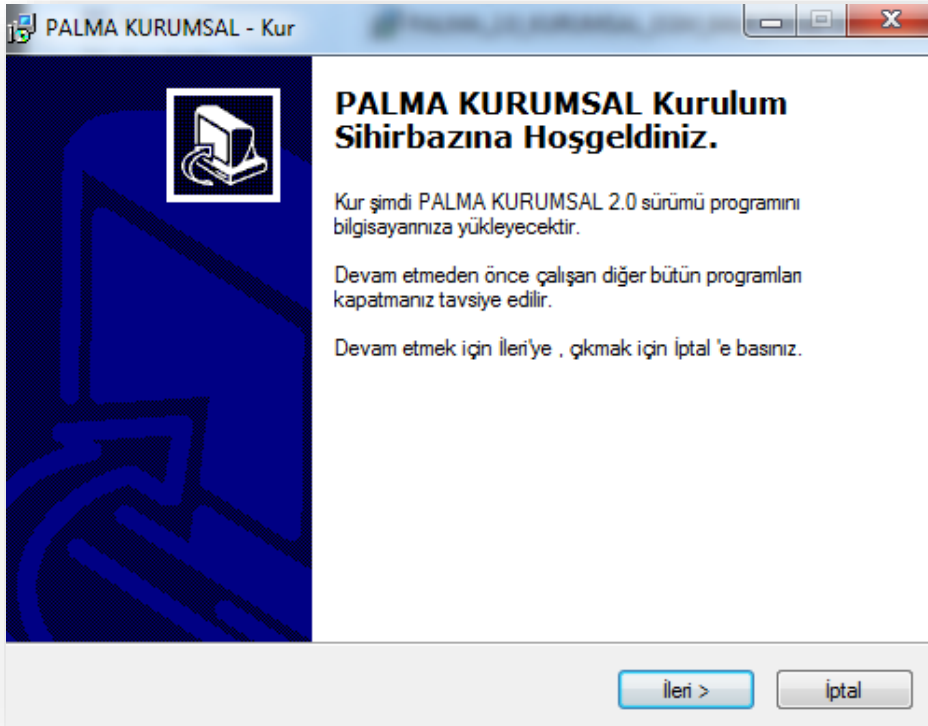 PALMA KURUMSAL - Kur
PALMA KURUMSAL Kurulum
Sihirbazına Hoşgeldiniz.
Kur şimdi PALMA KURUMSAL 2.0 sürümü programını
bilgisayarınıza yükleyecektir.
Devam etmeden önce çalışan diğer bütün programları
kapatmanız tavsiye edilir.
Devam etmek için İleri'ye , çıkmak için İptal 'e basınız.
İleri >
İptal